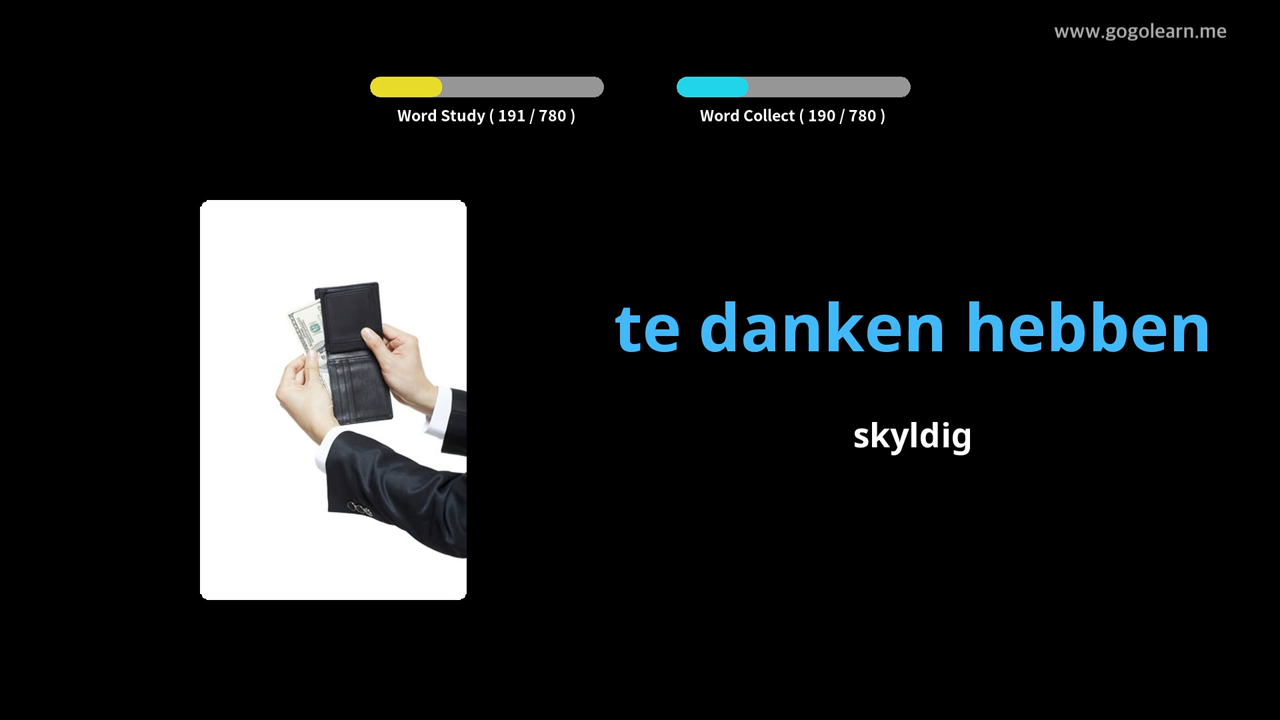 www.gogolearn.me
Word Study ( 191 / 780 )
Word Collect ( 190 / 780 )
te danken hebben
skyldig